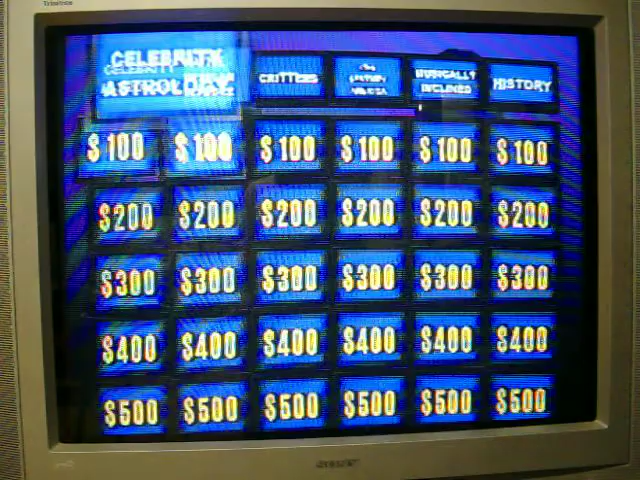 CELEBRITY
ASTROLOGY
CRITTERS
MUSICALLY
INCLINED
HISTORY
$100 $100 $100 $100 $100 $100
$200 $200 $200 $200 $200 $200
$300 $300 $300 $300 $300 $300
$400 $400 $400 $400 $400 $400
$500 $500 $500 $500 $500 $500